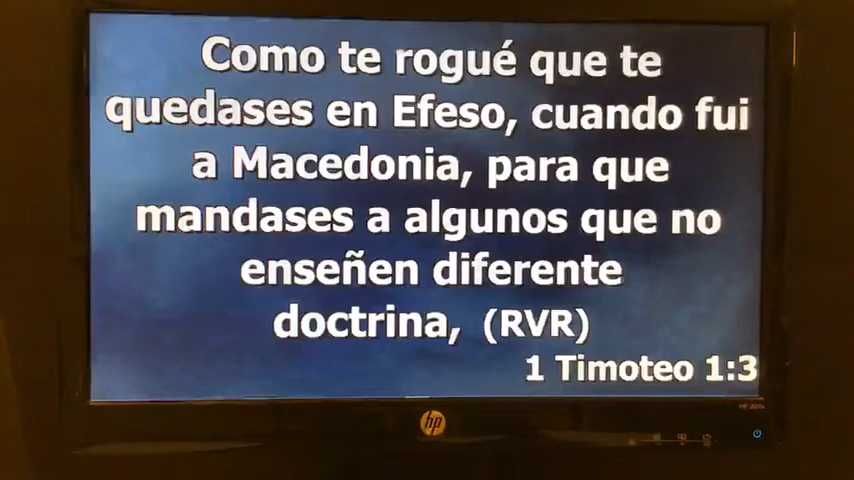 Como te rogué que te
quedases en Efeso, cuando fui
a Macedonia, para que
mandases a algunos que no
enseñen diferente
doctrina, (RVR)
1 Timoteo 1:3
hp